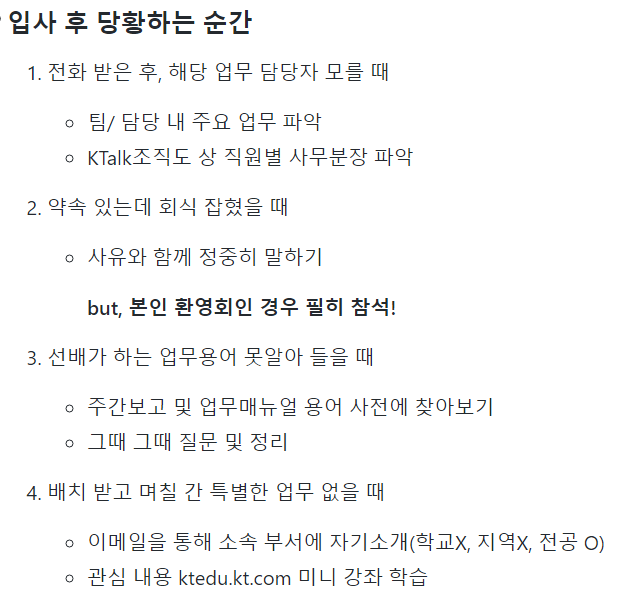 입사 후 당황하는 순간
1. 전화 받은 후, 해당 업무 담당자 모를 때
팀/ 담당 내 주요 업무 파악
KTalk조직도 상 직원별 사무분장 파악
2. 약속 있는데 회식 잡혔을 때
사유와 함께 정중히 말하기
but, 본인 환영회인 경우 필히 참석!
3. 선배가 하는 업무용어 못알아 들을 때
주간보고 및 업무매뉴얼 용어 사전에 찾아보기
그때 그때 질문 및 정리
4. 배치 받고 며칠 간 특별한 업무 없을 때
이메일을 통해 소속 부서에 자기소개(학교X, 지역X, 전공 O)
관심 내용 ktedu.kt.com 미니 강좌 학습